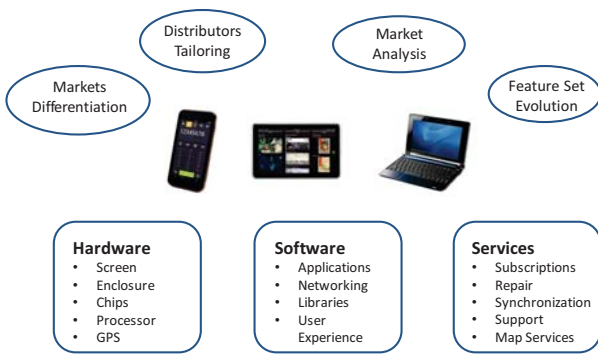 Distributors
Tailoring
Market
Analysis
Markets
Differentiation
Feature Set
Evolution
12345678
Hardware
• Screen
• Enclosure
• Chips
• Processor
• GPS
Software
• Applications
• Networking
• Libraries
• User
Experience
Services
• Subscriptions
• Repair
• Synchronization
• Support
• Map Services